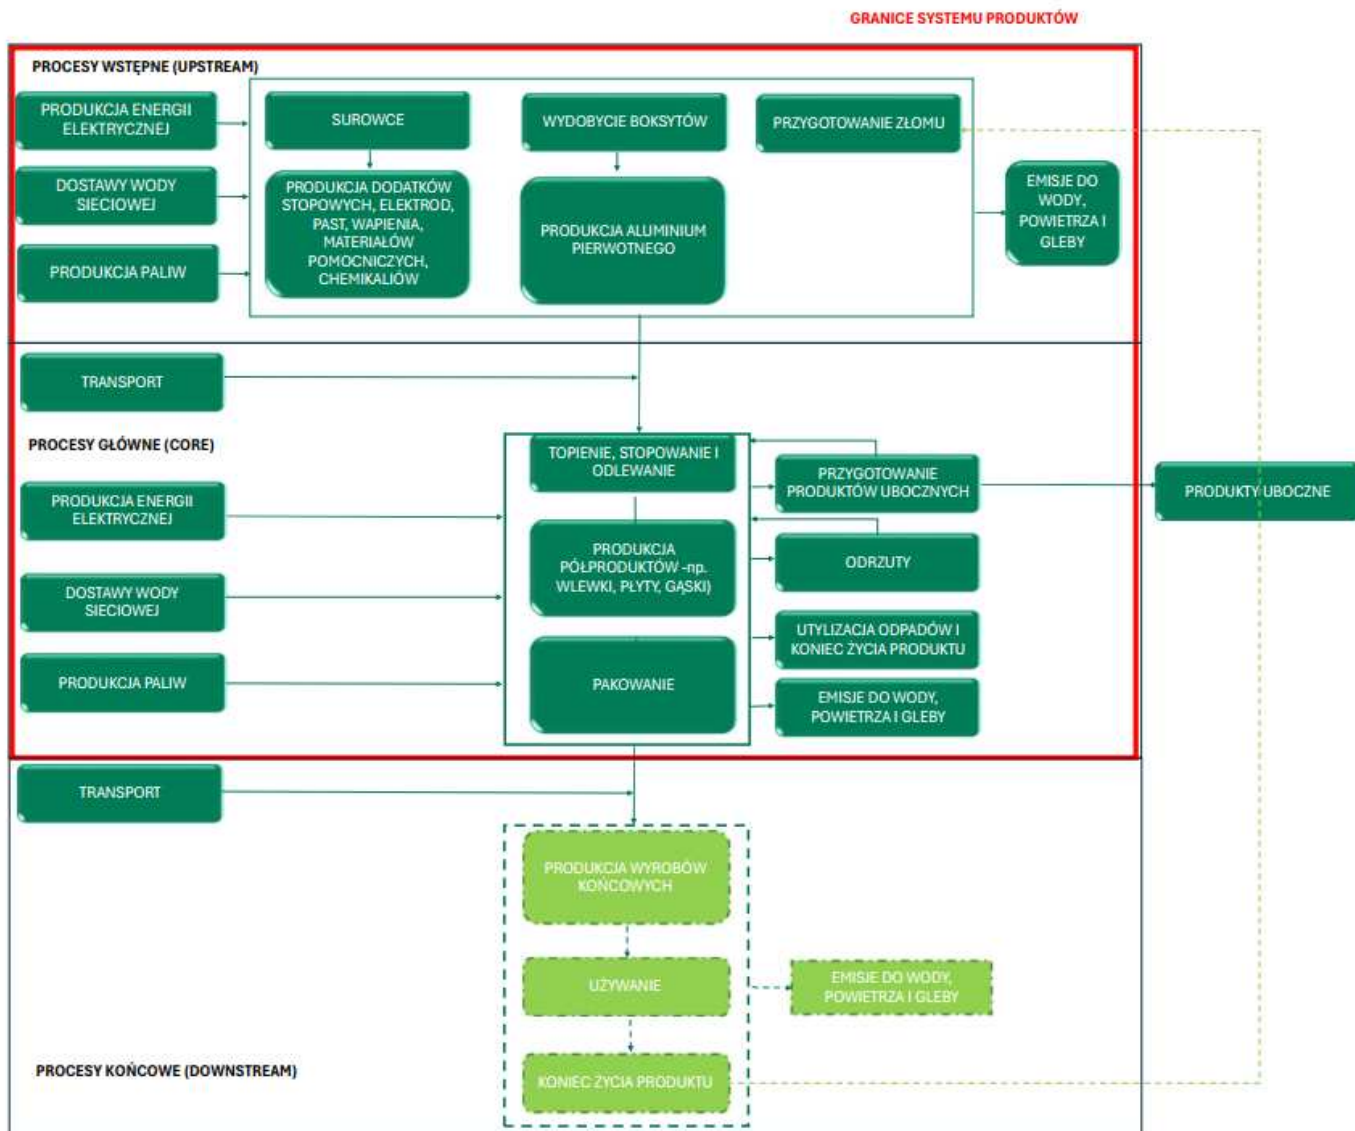 GRANICE SYSTEMU PRODUKTÓW
PROCESY WSTĘPNE (UPSTREAM)
PRODUKCJA ENERGII
ELEKTRYCZNEJ
SUROWCE
WYDOBYCIE BOKSYTÓW
PRZYGOTOWANIE ZŁOMU
DOSTAWY WODY
SIECIOWEJ
PRODUKCJA DODATKÓW
STOPOWYCH, ELEKTROD,
PAST, WAPIENIA,
MATERIAŁÓW
POMOCNICZYCH,
CHEMIKALIÓW
PRODUKCJA ALUMINIUM
PIERWOTNEGO
EMISJE DO
WODY,
POWIETRZA I
GLEBY
PRODUKCJA PALIW
TRANSPORT
PROCESY GŁÓWNE (CORE)
TOPIENIE, STOPOWANIE I
ODLEWANIE
PRZYGOTOWANIE
PRODUKTÓW UBOCZNYCH
PRODUKTY UBOCZNE
PRODUKCJA ENERGII
ELEKTRYCZNEJ
PRODUKCJA
PÓŁPRODUKTÓW -np.
WLEWKI, PŁYTY, GĄSKI)
ODRZUTY
DOSTAWY WODY
SIECIOWEJ
UTYLIZACJA ODPADÓW I
KONIEC ŻYCIA PRODUKTU
PRODUKCJA PALIW
PAKOWANIE
EMISJE DO WODY,
POWIETRZA I GLEBY
TRANSPORT
PRODUKCJA WYROBÓW
KOŃCOWYCH
UŻYWANIE
EMISJE DO WODY,
POWIETRZA I GLEBY
PROCESY KOŃCOWE (DOWNSTREAM)
KONIEC ŻYCIA PRODUKTU